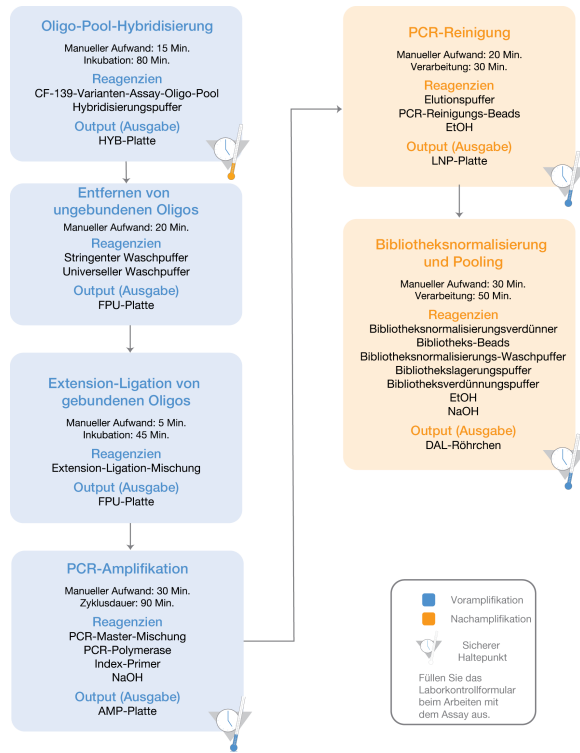 Oligo-Pool-Hybridisierung
Manueller Aufwand: 15 Min.
Inkubation: 80 Min.
Reagenzien
CF-139-Varianten-Assay-Oligo-Pool
Hybridisierungspuffer
Output (Ausgabe)
HYB-Platte
Entfernen von
ungebundenen Oligos
Manueller Aufwand: 20 Min.
Reagenzien
Stringenter Waschpuffer
Universeller Waschpuffer
Output (Ausgabe)
FPU-Platte
Extension-Ligation von
gebundenen Oligos
Manueller Aufwand: 5 Min.
Inkubation: 45 Min.
Reagenzien
Extension-Ligation-Mischung
Output (Ausgabe)
FPU-Platte
PCR-Amplifikation
Manueller Aufwand: 30 Min.
Zyklusdauer: 90 Min.
Reagenzien
PCR-Master-Mischung
PCR-Polymerase
Index-Primer
NaOH
Output (Ausgabe)
AMP-Platte
PCR-Reinigung
Manueller Aufwand: 20 Min.
Verarbeitung: 30 Min.
Reagenzien
Elutionspuffer
PCR-Reinigungs-Beads
EtOH
Output (Ausgabe)
LNP-Platte
Bibliotheksnormalisierung
und Pooling
Manueller Aufwand: 30 Min.
Verarbeitung: 50 Min.
Reagenzien
Bibliotheksnormalisierungsverdünner
Bibliotheks-Beads
Bibliotheksnormalisierungs-Waschpuffer
Bibliothekslagerungspuffer
Bibliotheksverdünnungspuffer
EtOH
NaOH
Output (Ausgabe)
DAL-Röhrchen
Voramplifikation
Nachamplifikation
Sicherer
Haltepunkt
Füllen Sie das
Laborkontrollformular
beim Arbeiten mit
dem Assay aus.